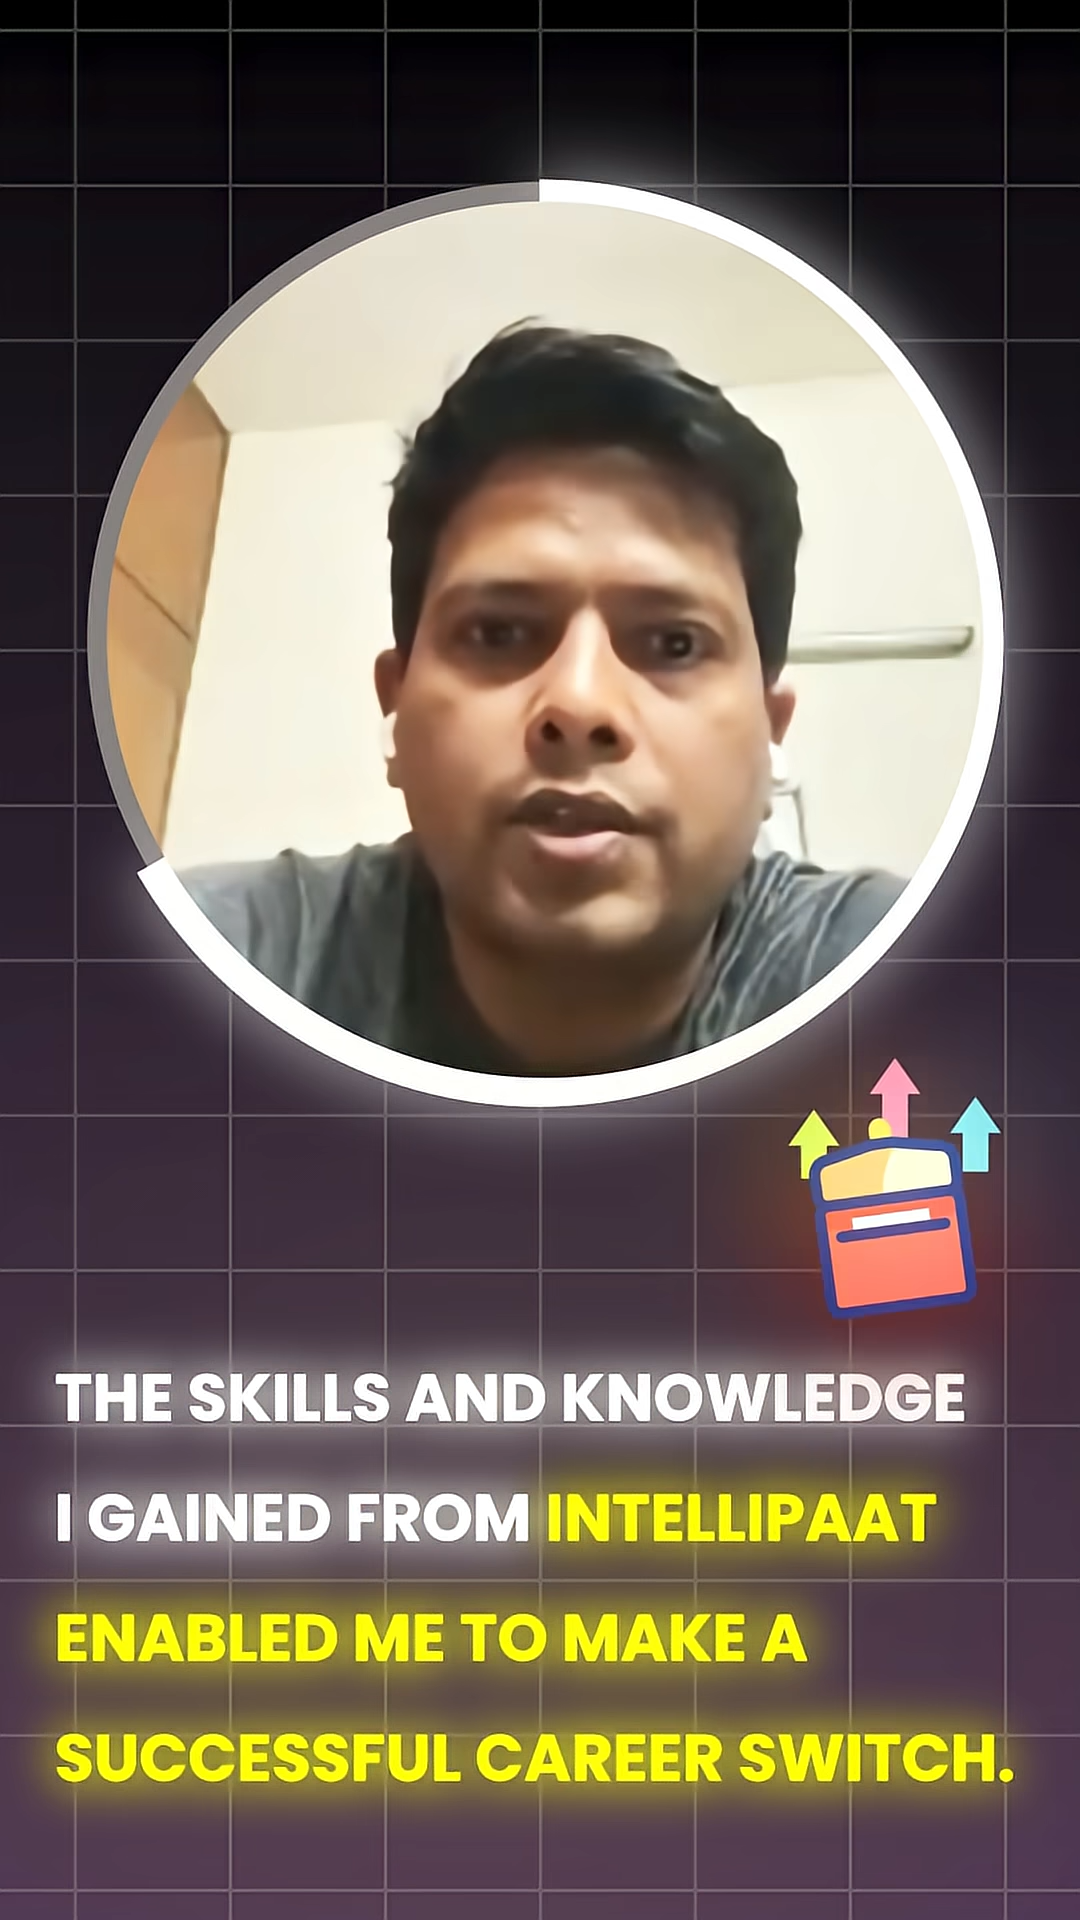 THE SKILLS AND KNOWLEDGE
I GAINED FROM INTELLIPAAT
ENABLED ME TO MAKE A
SUCCESSFUL CAREER SWITCH.